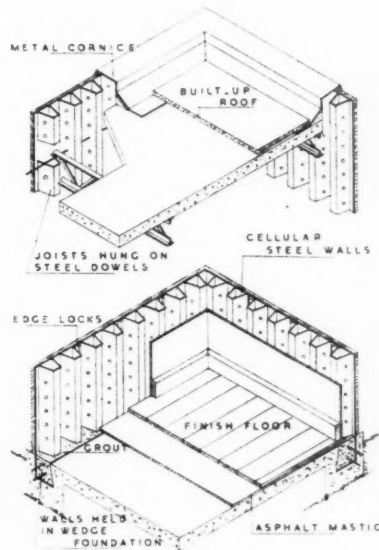 METAL CORNICE
BUILT-UP
ROOF
JOISTS HUNG ON
STEEL DOWELS
CELLULAR
STEEL WALLS
EDGE LOCKS
FINISH FLOOR
GROUT
WALLS HELD
IN WEDGE
FOUNDATION
ASPHALT MASTIC